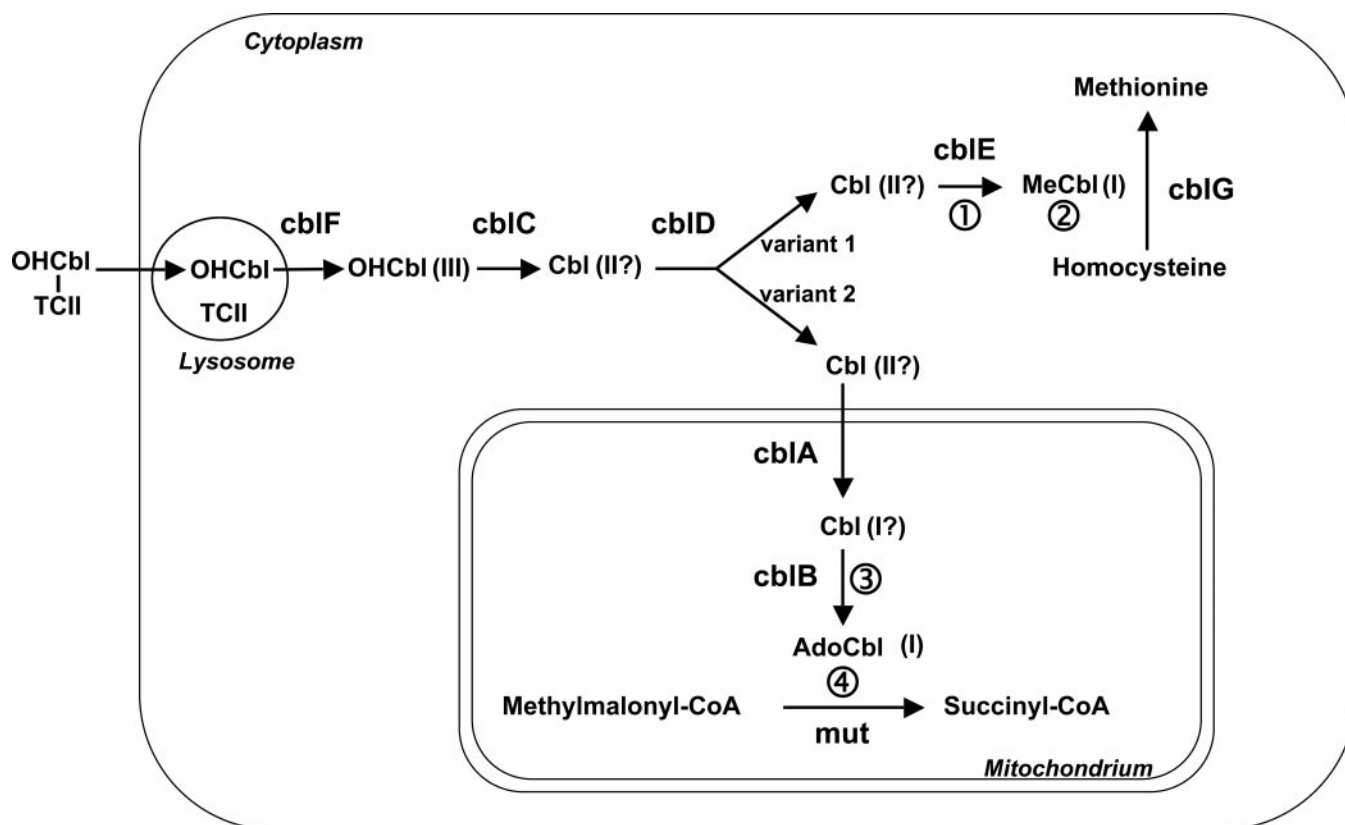 Cytoplasm
Methionine
cblE
Cbl (II?)
MeCbl (I)
cblG
①
②
cblF
cblC
cblD
variant 1
OHCbl
TCII
OHCbl
TCII
OHCbl (III)
Cbl (II?)
Homocysteine
variant 2
Lysosome
Cbl (II?)
cblA
Cbl (I?)
cblB
③
AdoCbl (I)
④
Methylmalonyl-CoA
Succinyl-CoA
mut
Mitochondrium